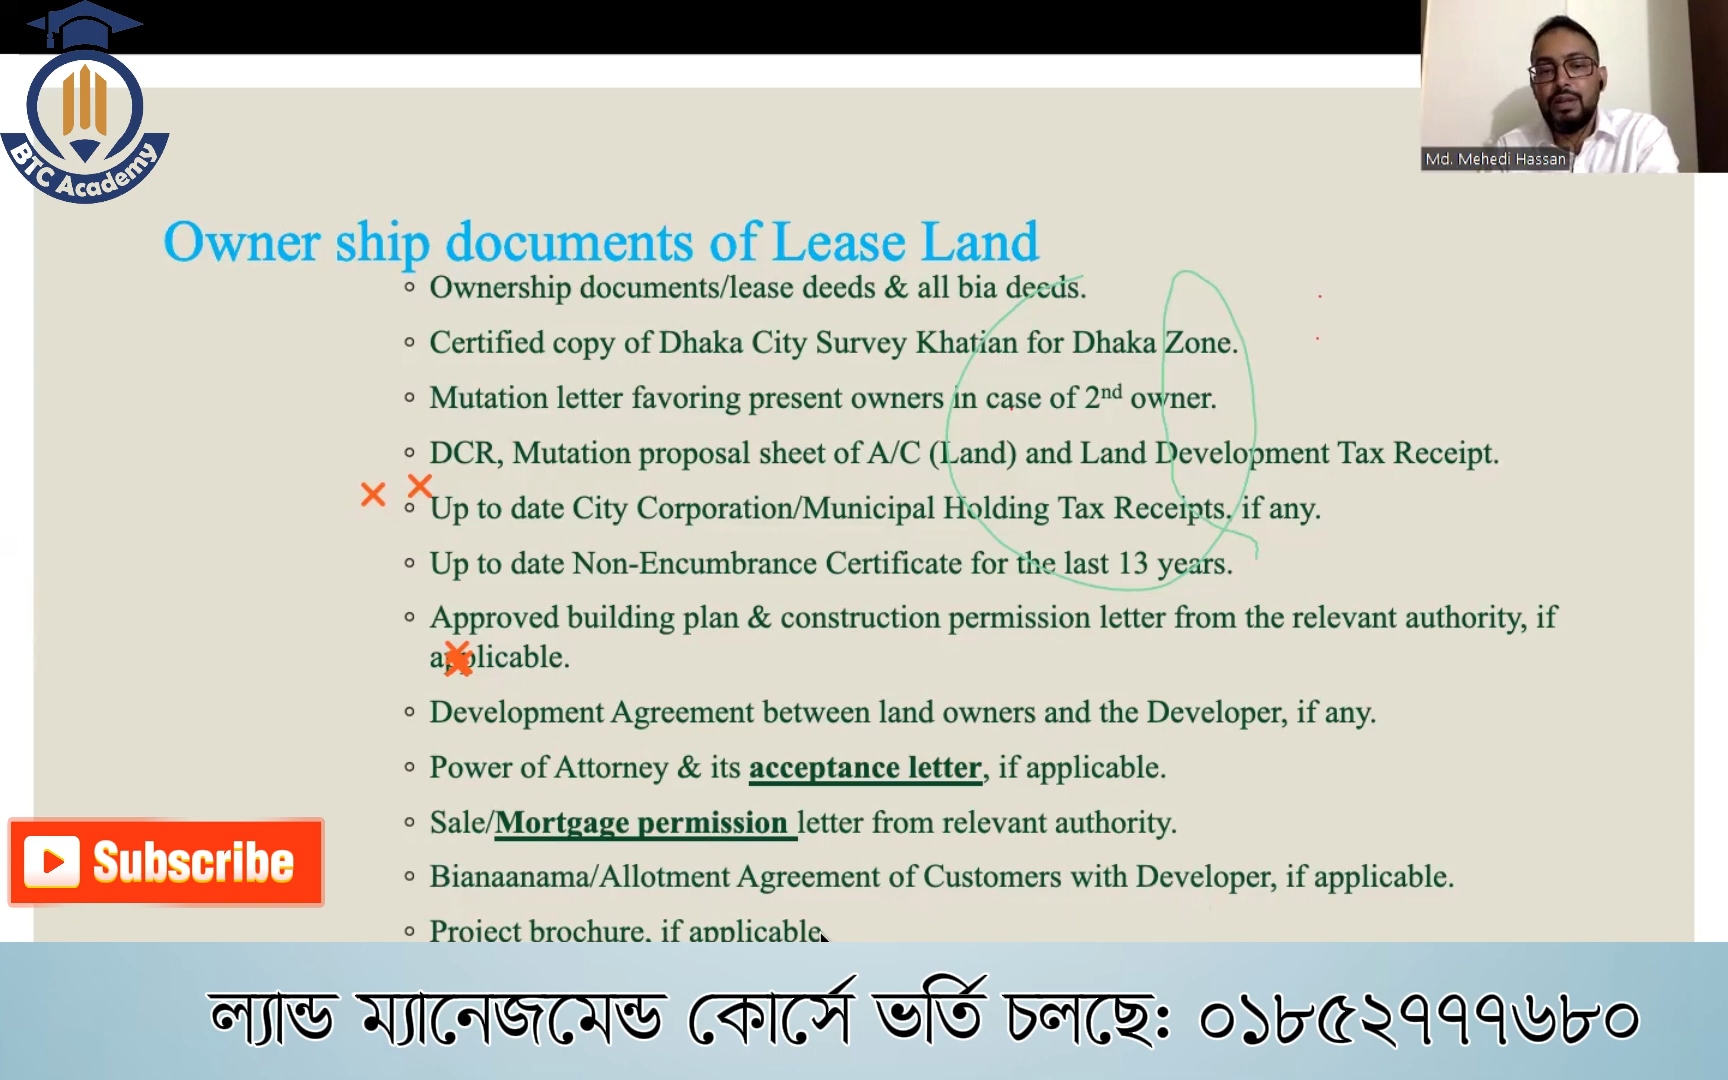 BTC Academy
Md. Mehedi Hassan
Owner ship documents of Lease Land
Ownership documents/lease deeds & all bia deeds.
Certified copy of Dhaka City Survey Khatian for Dhaka Zone.
Mutation letter favoring present owners in case of 2nd owner.
DCR, Mutation proposal sheet of A/C (Land) and Land Development Tax Receipt.
Up to date City Corporation/Municipal Holding Tax Receipts, if any.
Up to date Non-Encumbrance Certificate for the last 13 years.
Approved building plan & construction permission letter from the relevant authority, if
applicable.
Development Agreement between land owners and the Developer, if any.
Power of Attorney & its acceptance letter, if applicable.
Sale/Mortgage permission letter from relevant authority.
Bianaanama/Allotment Agreement of Customers with Developer, if applicable.
Project brochure, if applicable
Subscribe
ল্যান্ড ম্যানেজমেন্ড কোর্সে ভর্তি চলছে: ০১৮৫২৭৭৭৬৮০